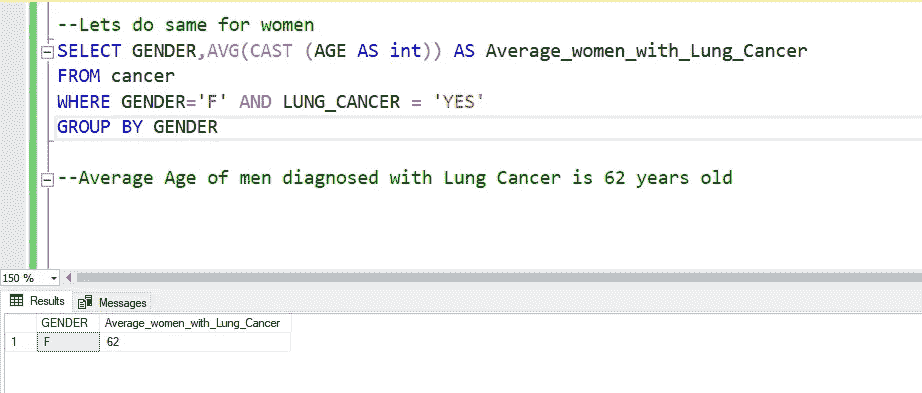 --Lets do same for women
SELECT GENDER,AVG(CAST (AGE AS int)) AS Average_women_with_Lung_Cancer
FROM cancer
WHERE GENDER='F' AND LUNG_CANCER = 'YES'
GROUP BY GENDER
--Average Age of men diagnosed with Lung Cancer is 62 years old
150 %
Results Messages
GENDER Average_women_with_Lung_Cancer
1 F 62